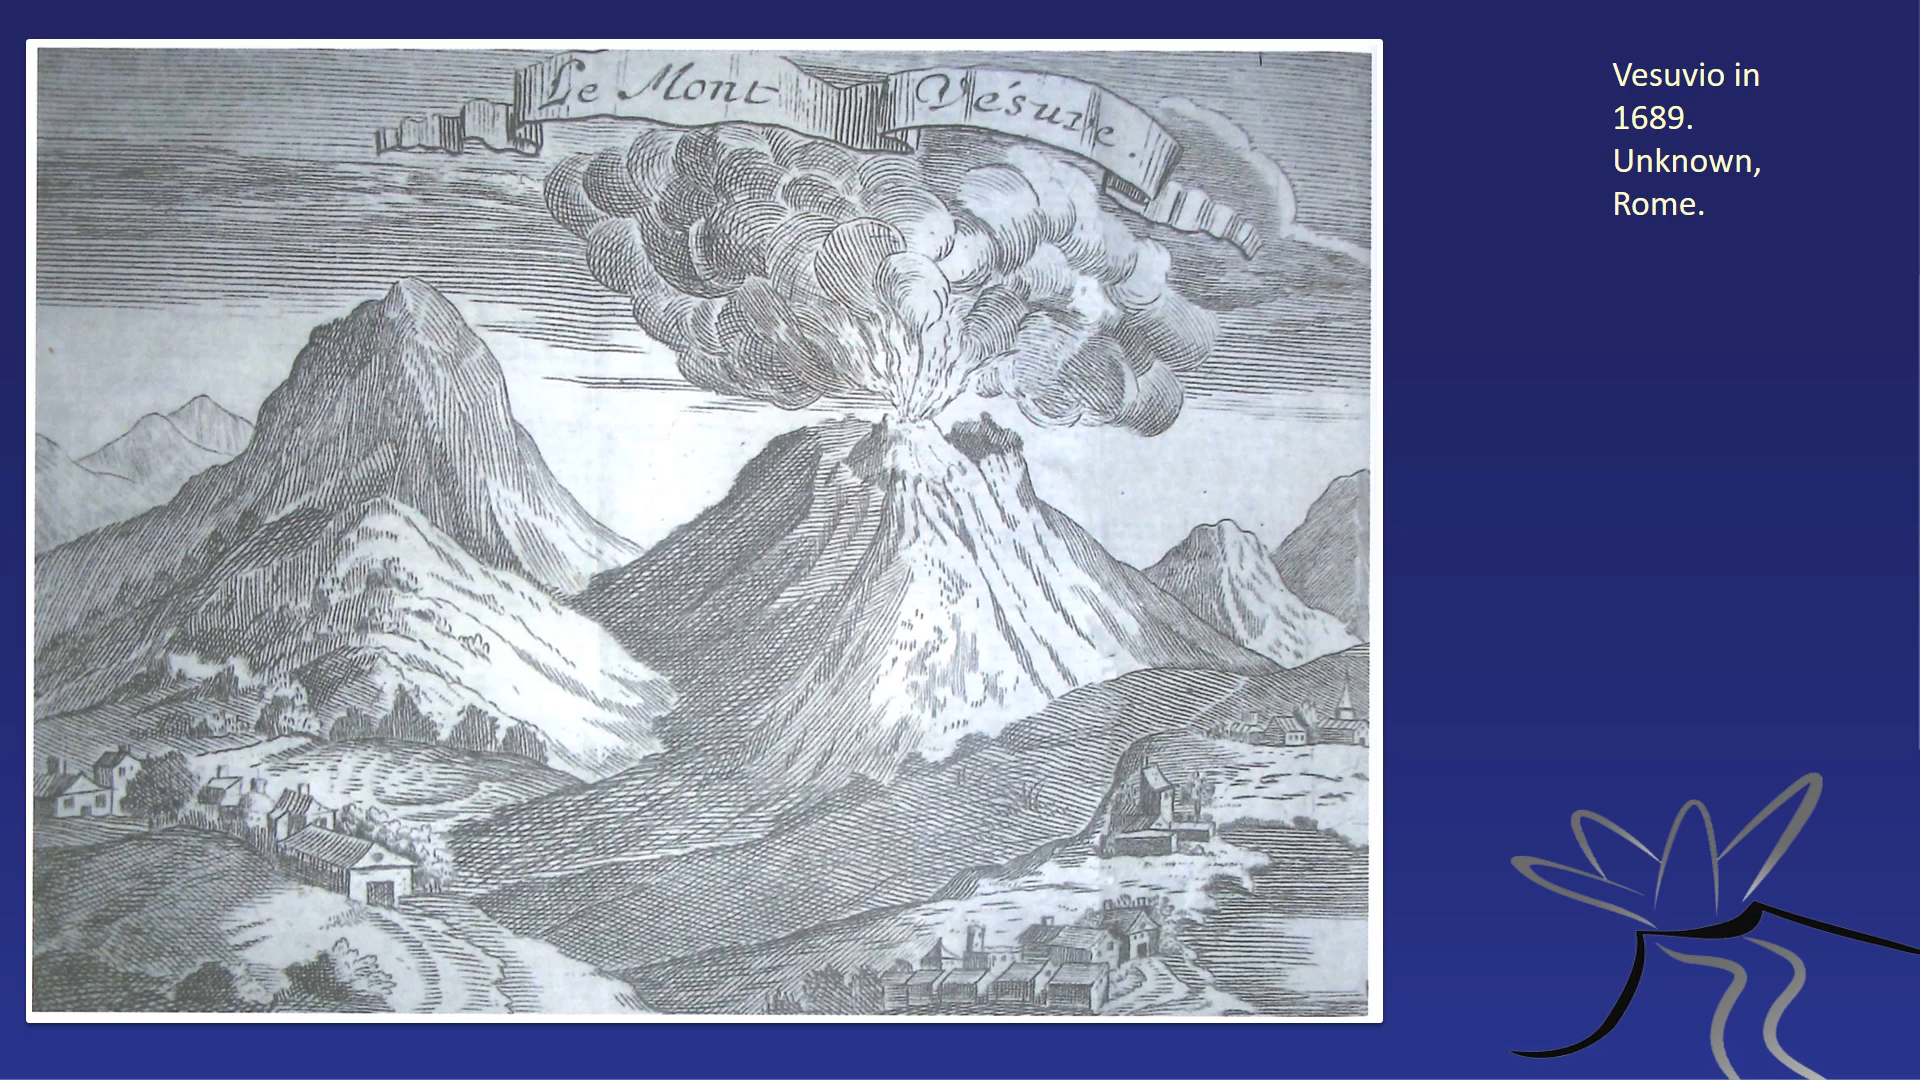 Le Mont Vésuve.
Vesuvio in
1689.
Unknown,
Rome.